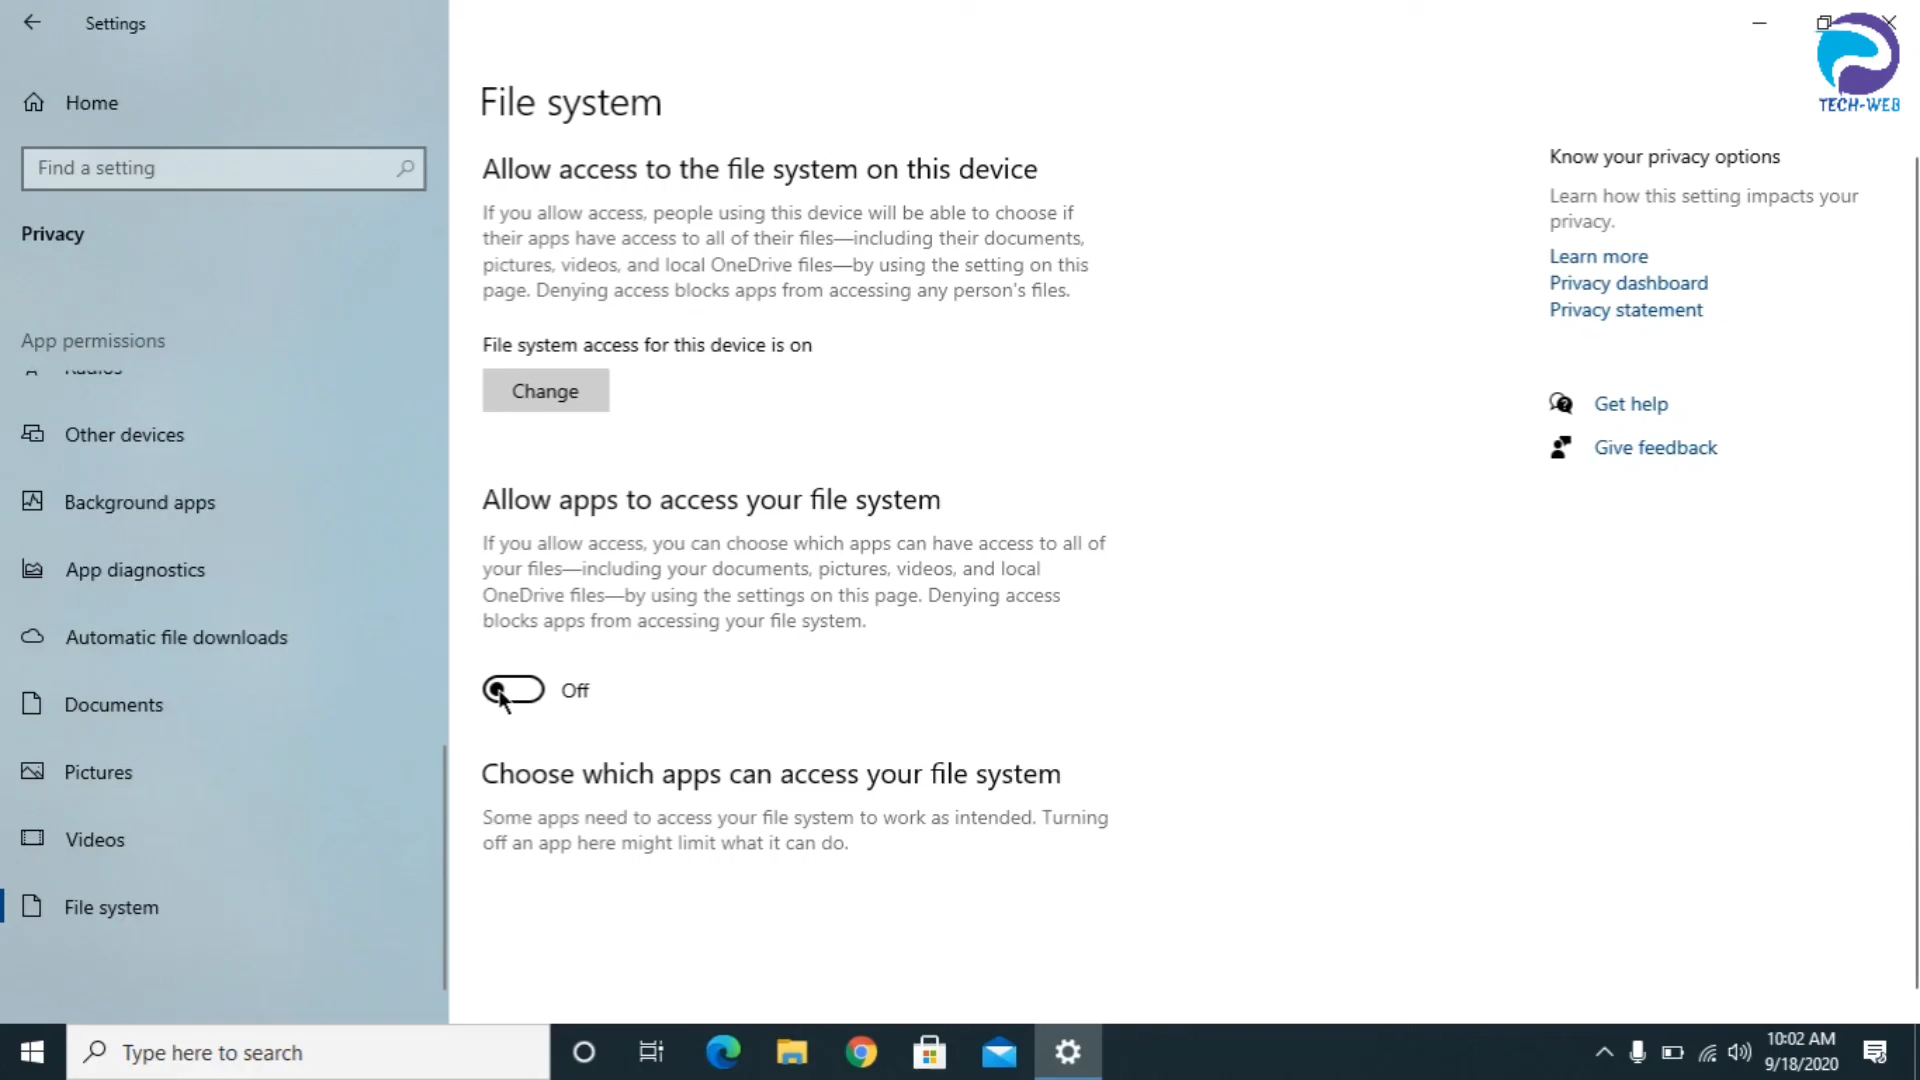 Settings
Home
Find a setting
Privacy
App permissions
Radios
Other devices
Background apps
App diagnostics
Automatic file downloads
Documents
Pictures
Videos
File system
File system
Allow access to the file system on this device
If you allow access, people using this device will be able to choose if
their apps have access to all of their files—including their documents,
pictures, videos, and local OneDrive files—by using the setting on this
page. Denying access blocks apps from accessing any person's files.
File system access for this device is on
Change
Allow apps to access your file system
If you allow access, you can choose which apps can have access to all of
your files—including your documents, pictures, videos, and local
OneDrive files—by using the settings on this page. Denying access
blocks apps from accessing your file system.
Off
Choose which apps can access your file system
Some apps need to access your file system to work as intended. Turning
off an app here might limit what it can do.
TECH-WEB
Know your privacy options
Learn how this setting impacts your
privacy.
Learn more
Privacy dashboard
Privacy statement
Get help
Give feedback
Type here to search
10:02 AM
9/18/2020